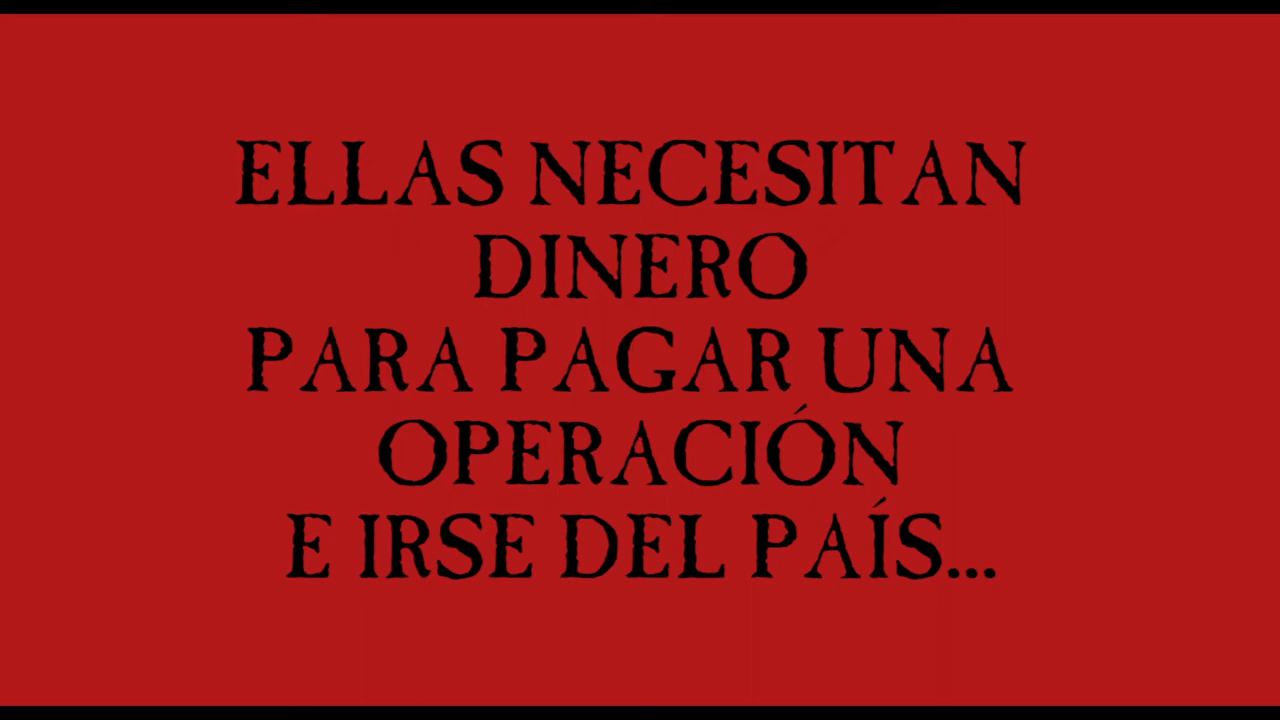 ELLAS NECESITAN
DINERO
PARA PAGAR UNA
OPERACIÓN
E IRSE DEL PAÍS...